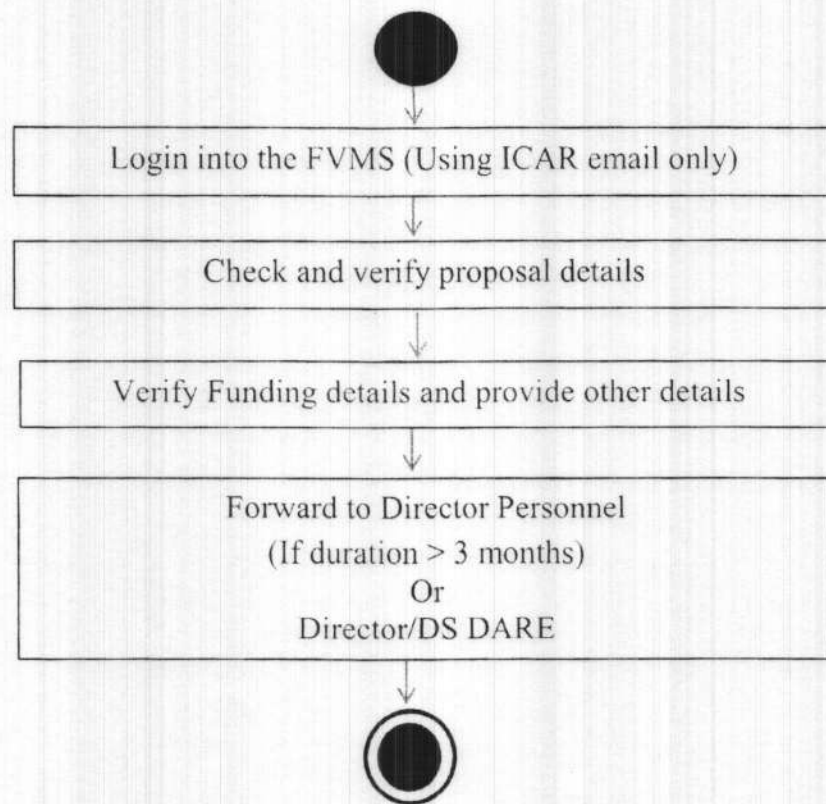 Login into the FVMS (Using ICAR email only)
Check and verify proposal details
Verify Funding details and provide other details
Forward to Director Personnel
(If duration > 3 months)
Or
Director/DS DARE